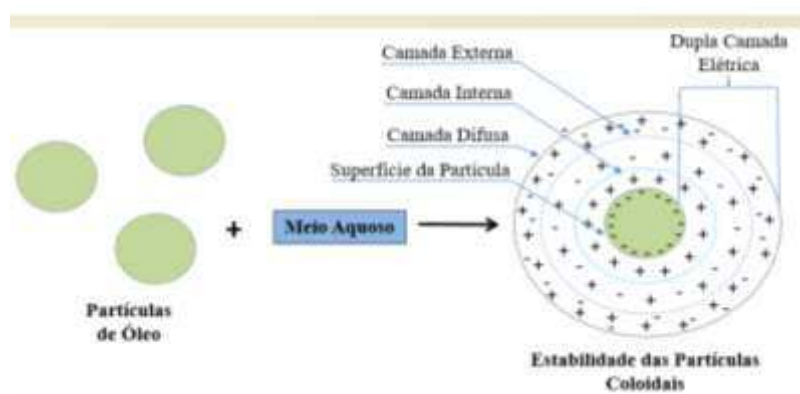 Camada Externa
Dupla Camada
Elétrica
Camada Interna
Camada Difusa
Superfície da Partícula
+
Meio Aquoso
Partículas
de Óleo
Estabilidade das Partículas
Coloidais